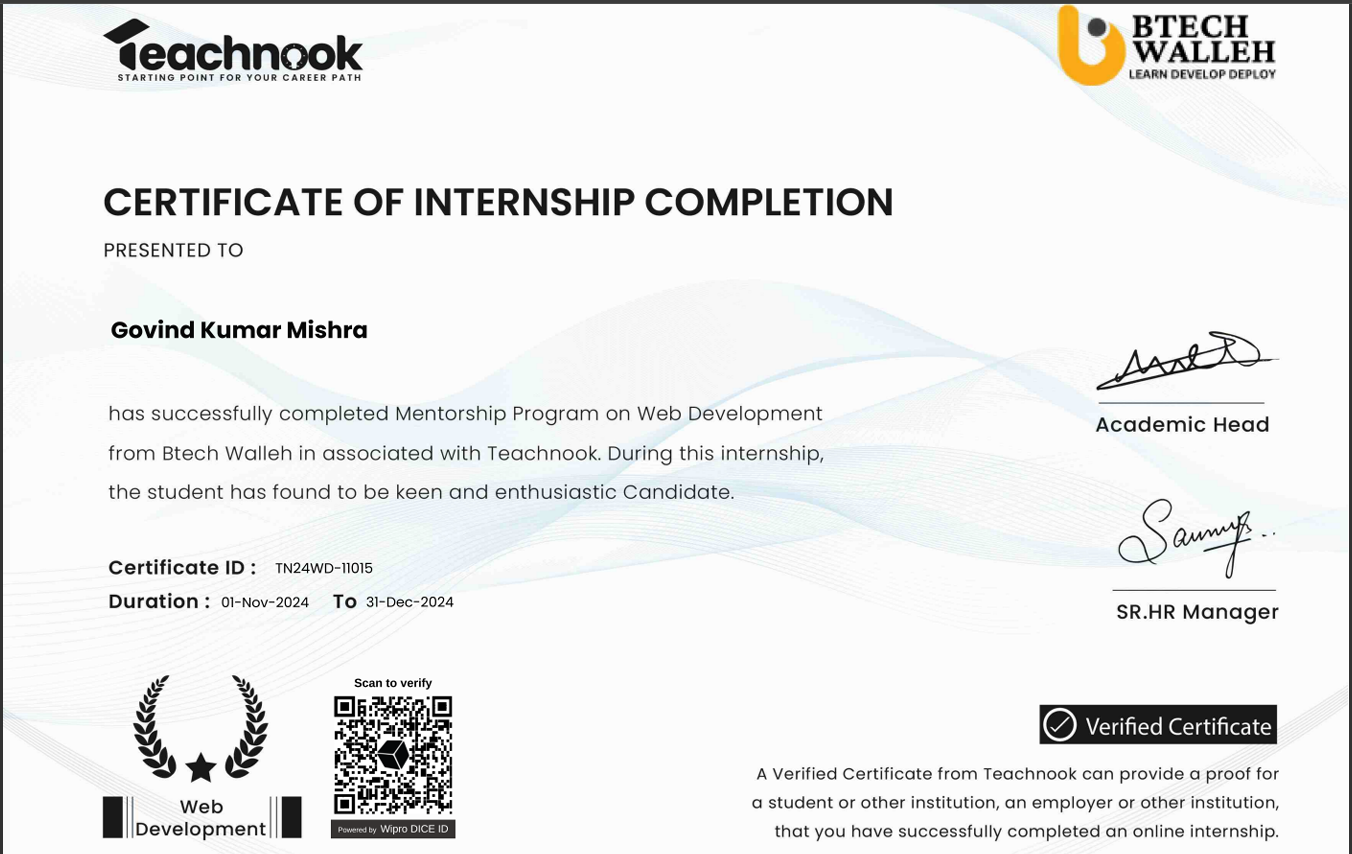 Teachnook
STARTING POINT FOR YOUR CAREER PATH
BTECH
WALLEH
LEARN DEVELOP DEPLOY
CERTIFICATE OF INTERNSHIP COMPLETION
PRESENTED TO
Govind Kumar Mishra
has successfully completed Mentorship Program on Web Development
from Btech Walleh in associated with Teachnook. During this internship,
the student has found to be keen and enthusiastic Candidate.
Academic Head
SR.HR Manager
Certificate ID : TN24WD-11015
Duration : 01-Nov-2024 To 31-Dec-2024
Web
Development
Scan to verify
Powered by Wipro DICE ID
Verified Certificate
A Verified Certificate from Teachnook can provide a proof for
a student or other institution, an employer or other institution,
that you have successfully completed an online internship.